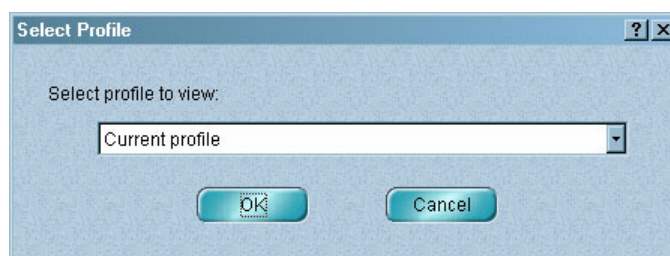 Select Profile ? ×
Select profile to view:
Current profile
OK Cancel